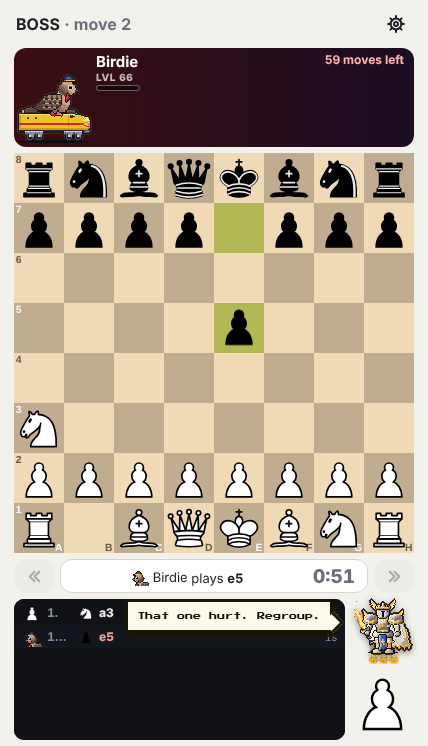 BOSS · move 2
Birdie
LVL 66
59 moves left
8
7
6
5
4
3
2
1
A B C D E F G H
Birdie plays e5
0:51
1. a3
That one hurt. Regroup.
1... e5
1s